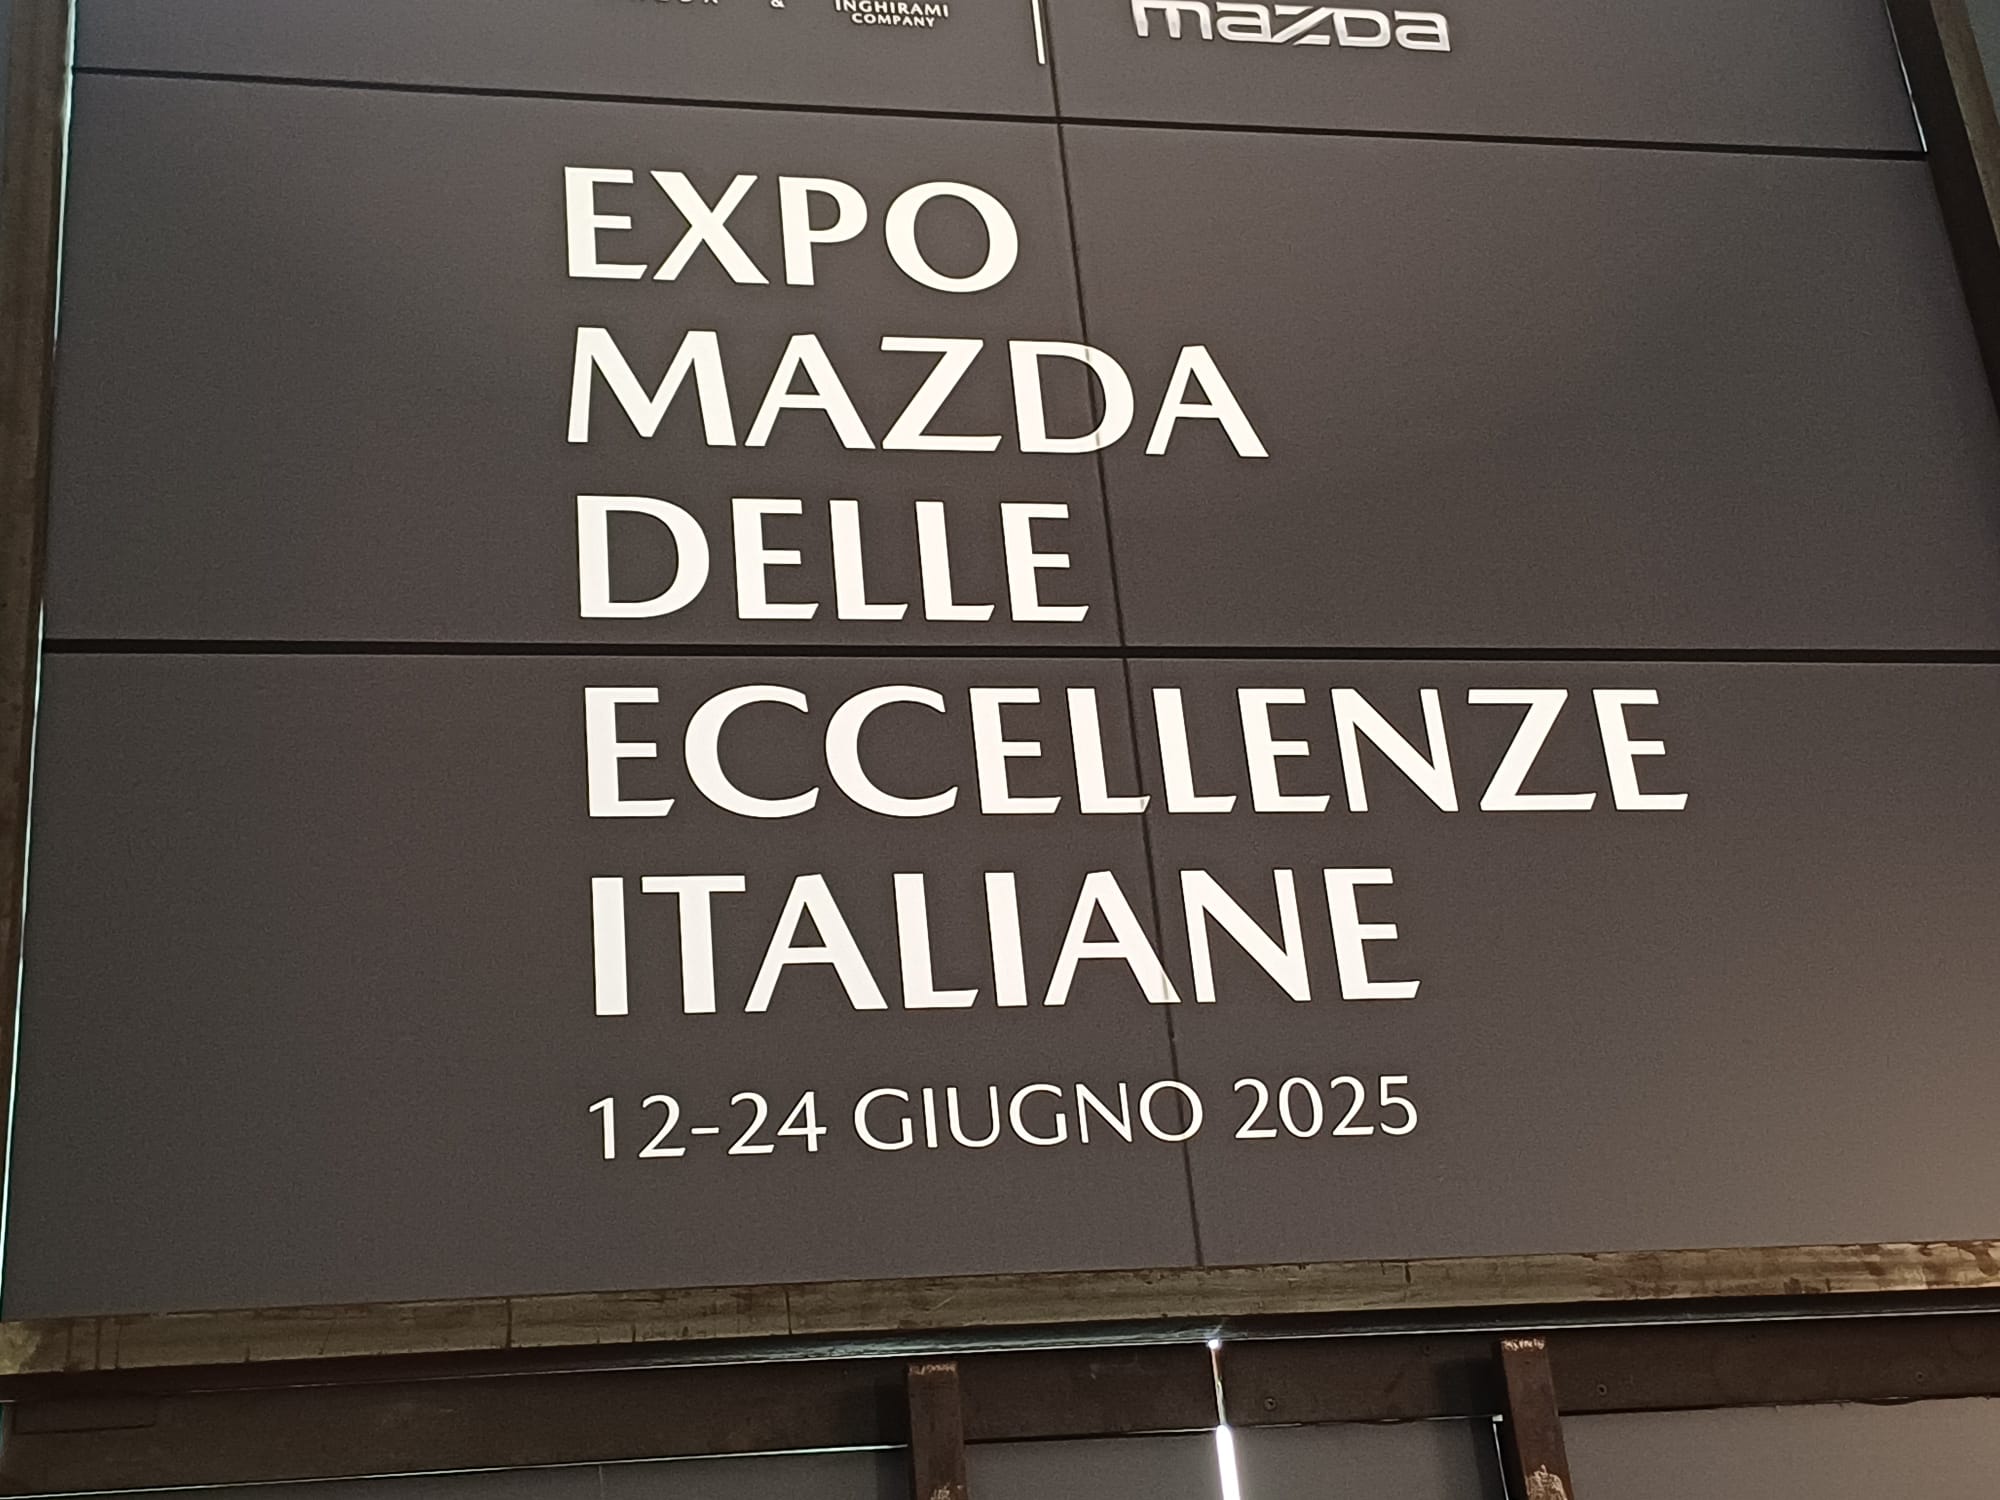 & INGHIRAMI
COMPANY
mazda
EXPO
MAZDA
DELLE
ECCELLENZE
ITALIANE
12-24 GIUGNO 2025